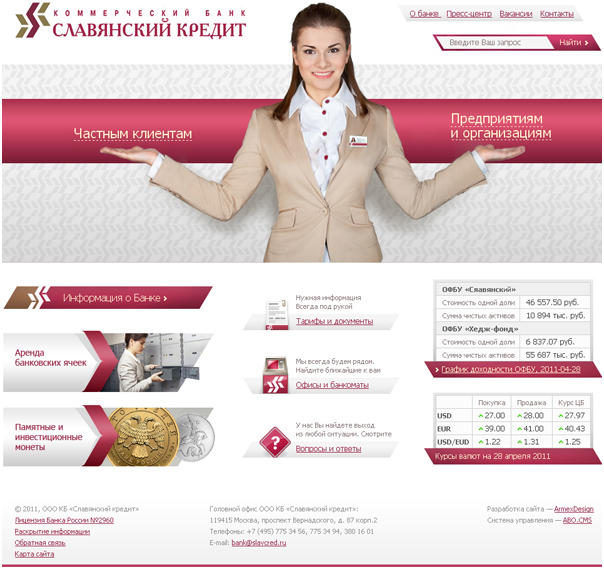 КОММЕРЧЕСКИЙ БАНК
СЛАВЯНСКИЙ КРЕДИТ
О банке Пресс-центр Вакансии Контакты
Введите Ваш запрос Найти
Частным клиентам
Предприятиям
и организациям
Информация о Банке
Аренда
банковских ячеек
Памятные и
инвестиционные
монеты
Нужная информация
Всегда под рукой
Тарифы и документы
Мы всегда будем рядом.
Найдите ближайшие к вам
Офисы и банкоматы
У нас Вы найдете выход
из любой ситуации. Смотрите
Вопросы и ответы
ОФБУ «Славянский»
Стоимость одной доли 46 557.50 руб.
Сумма чистых активов 10 894 тыс. руб.
ОФБУ «Хедж-фонд»
Стоимость одной доли 6 837.07 руб.
Сумма чистых активов 55 687 тыс. руб.
График доходности ОФБУ, 2011-04-28
Покупка Продажа Курс ЦБ
USD 27.00 28.00 27.97
EUR 39.00 41.00 40.43
USD/EUR 1.22 1.31 1.25
Курсы валют на 28 апреля 2011
© 2011, ООО КБ «Славянский кредит»
Лицензия Банка России №2960
Раскрытие информации
Обратная связь
Карта сайта
Головной офис ООО КБ «Славянский кредит»:
119415 Москва, проспект Вернадского, д. 87 корп.2
Телефоны: +7 (495) 775 34 56, 775 34 94, 380 16 01
E-mail: bank@slavcred.ru
Разработка сайта — ArmexDesign
Система управления — ABO.CMS